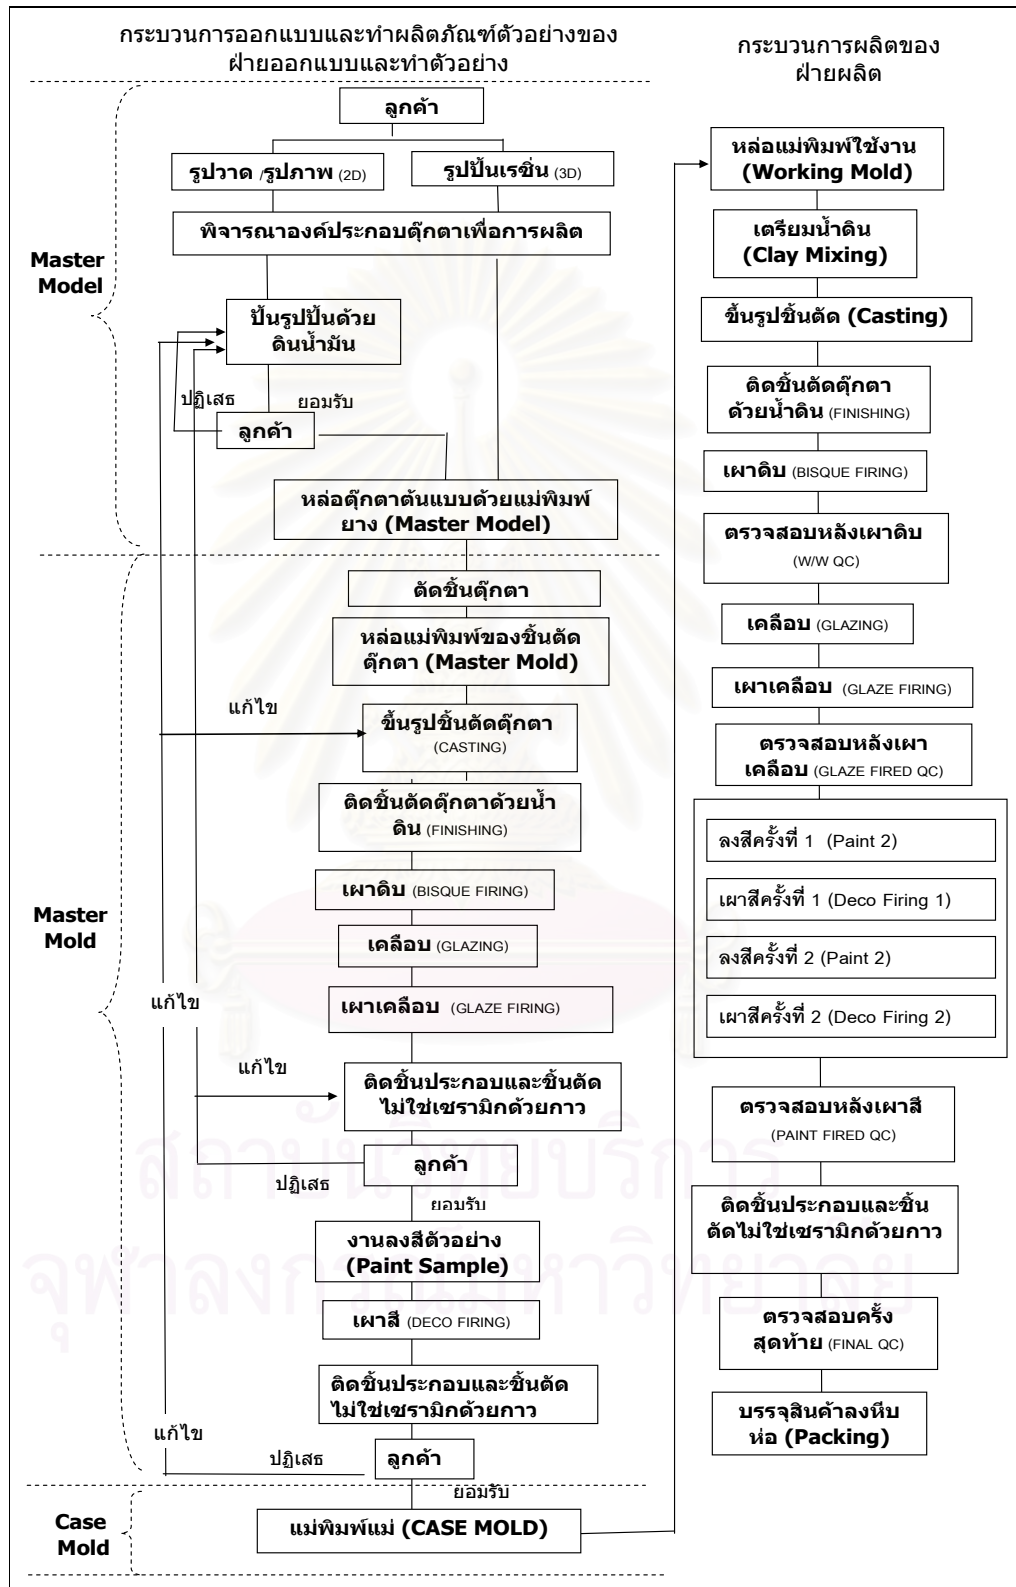 กระบวนการออกแบบและทำผลิตภัณฑ์ตัวอย่างของ
ฝ่ายออกแบบและทำตัวอย่าง
ลูกค้า
รูปวาด /รูปภาพ (2D)
รูปปั้นเรซิ่น (3D)
พิจารณาองค์ประกอบตุ๊กตาเพื่อการผลิต
Master
Model
ปั้นรูปปั้นด้วย
ดินน้ำมัน
ปฏิเสธ
ยอมรับ
ลูกค้า
หล่อตุ๊กตาต้นแบบด้วยแม่พิมพ์
ยาง (Master Model)
ตัดชิ้นตุ๊กตา
หล่อแม่พิมพ์ของชิ้นตัด
ตุ๊กตา (Master Mold)
แก้ไข
ขึ้นรูปชิ้นตัดตุ๊กตา
(CASTING)
ติดชิ้นตัดตุ๊กตาด้วยน้ำ
ดิน (FINISHING)
เผาดิบ (BISQUE FIRING)
Master
Mold
เคลือบ (GLAZING)
แก้ไข
เผาเคลือบ (GLAZE FIRING)
แก้ไข
ติดชิ้นประกอบและชิ้นตัด
ไม่ใช่เซรามิกด้วยกาว
ลูกค้า
ปฏิเสธ
ยอมรับ
งานลงสีตัวอย่าง
(Paint Sample)
เผาสี (DECO FIRING)
ติดชิ้นประกอบและชิ้นตัด
ไม่ใช่เซรามิกด้วยกาว
แก้ไข
ปฏิเสธ
ลูกค้า
ยอมรับ
Case
Mold
แม่พิมพ์แม่ (CASE MOLD)
กระบวนการผลิตของ
ฝ่ายผลิต
หล่อแม่พิมพ์ใช้งาน
(Working Mold)
เตรียมน้ำดิน
(Clay Mixing)
ขึ้นรูปชิ้นตัด (Casting)
ติดชิ้นตัดตุ๊กตา
ด้วยน้ำดิน (FINISHING)
เผาดิบ (BISQUE FIRING)
ตรวจสอบหลังเผาดิบ
(W/W QC)
เคลือบ (GLAZING)
เผาเคลือบ (GLAZE FIRING)
ตรวจสอบหลังเผา
เคลือบ (GLAZE FIRED QC)
ลงสีครั้งที่ 1 (Paint 2)
เผาสีครั้งที่ 1 (Deco Firing 1)
ลงสีครั้งที่ 2 (Paint 2)
เผาสีครั้งที่ 2 (Deco Firing 2)
ตรวจสอบหลังเผาสี
(PAINT FIRED QC)
ติดชิ้นประกอบและชิ้น
ตัดไม่ใช่เซรามิกด้วยกาว
ตรวจสอบครั้ง
สุดท้าย (FINAL QC)
บรรจุสินค้าลงหีบ
ห่อ (Packing)
สถาบันวิทยบริการ
จุฬาลงกรณ์มหาวิทยาลัย